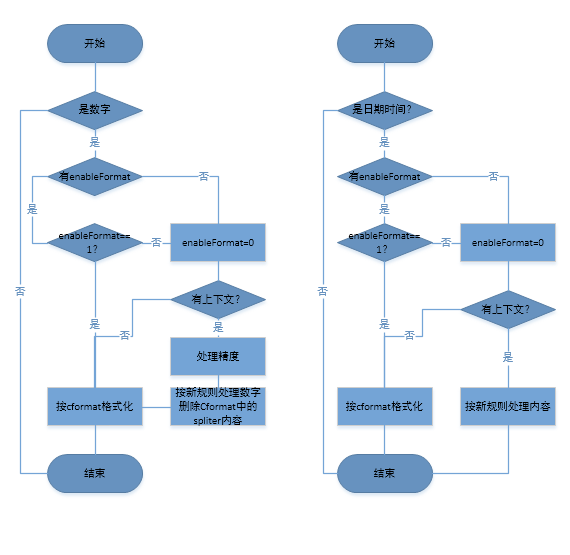 开始
是数字
是
有enableFormat
否
是
enableFormat==
1?
否
enableFormat=0
否
有上下文?
是
否
是
处理精度
按cformat格式化
按新规则处理数字
删除Cformat中的
spliter内容
结束
开始
是日期时间?
是
有enableFormat
否
是
enableFormat==
1?
否
enableFormat=0
否
有上下文?
是
否
是
按cformat格式化
按新规则处理内容
结束